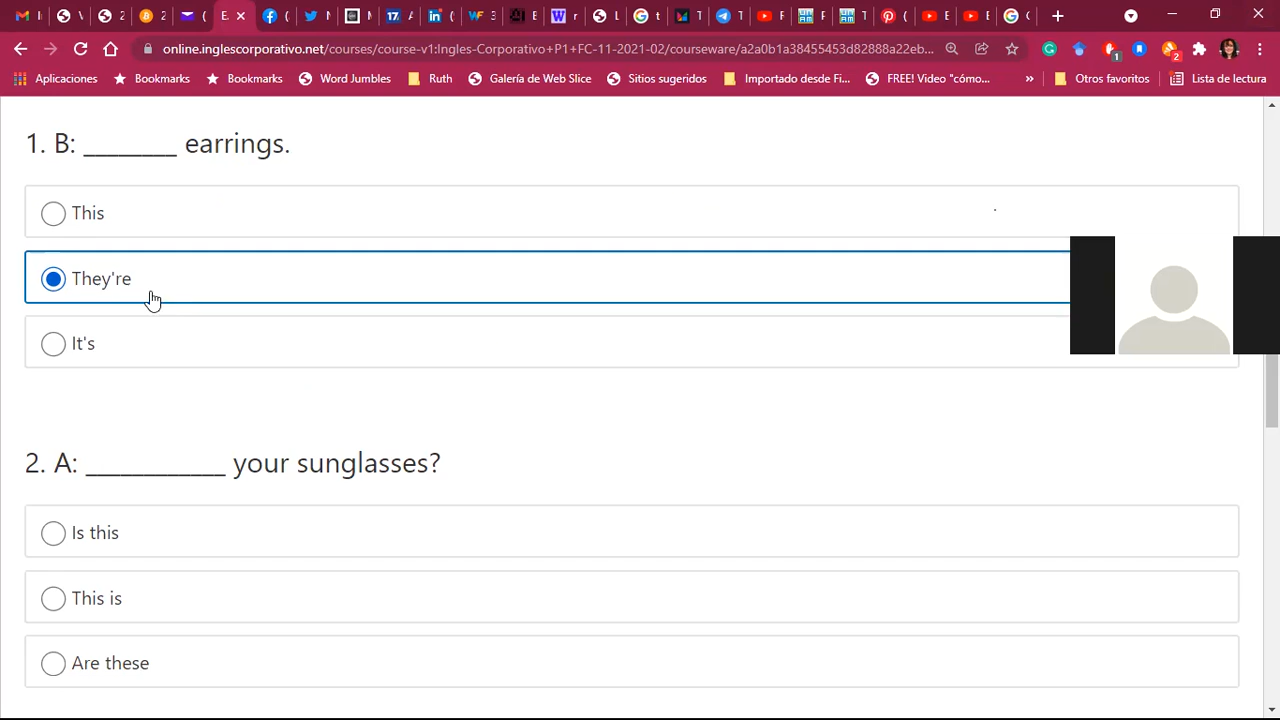 online.inglescorporativo.net/courses/course-v1:Ingles-Corporativo+P1+FC-11-2021-02/courseware/a2a0b1a38455453d82888a22eb...
Aplicaciones Bookmarks Bookmarks Word Jumbles Ruth Galería de Web Slice Sitios sugeridos Importado desde Fi... FREE! Video "cómo... » Otros favoritos Lista de lectura
1. B: ________ earrings.
This
They're
It's
2. A: ____________ your sunglasses?
Is this
This is
Are these